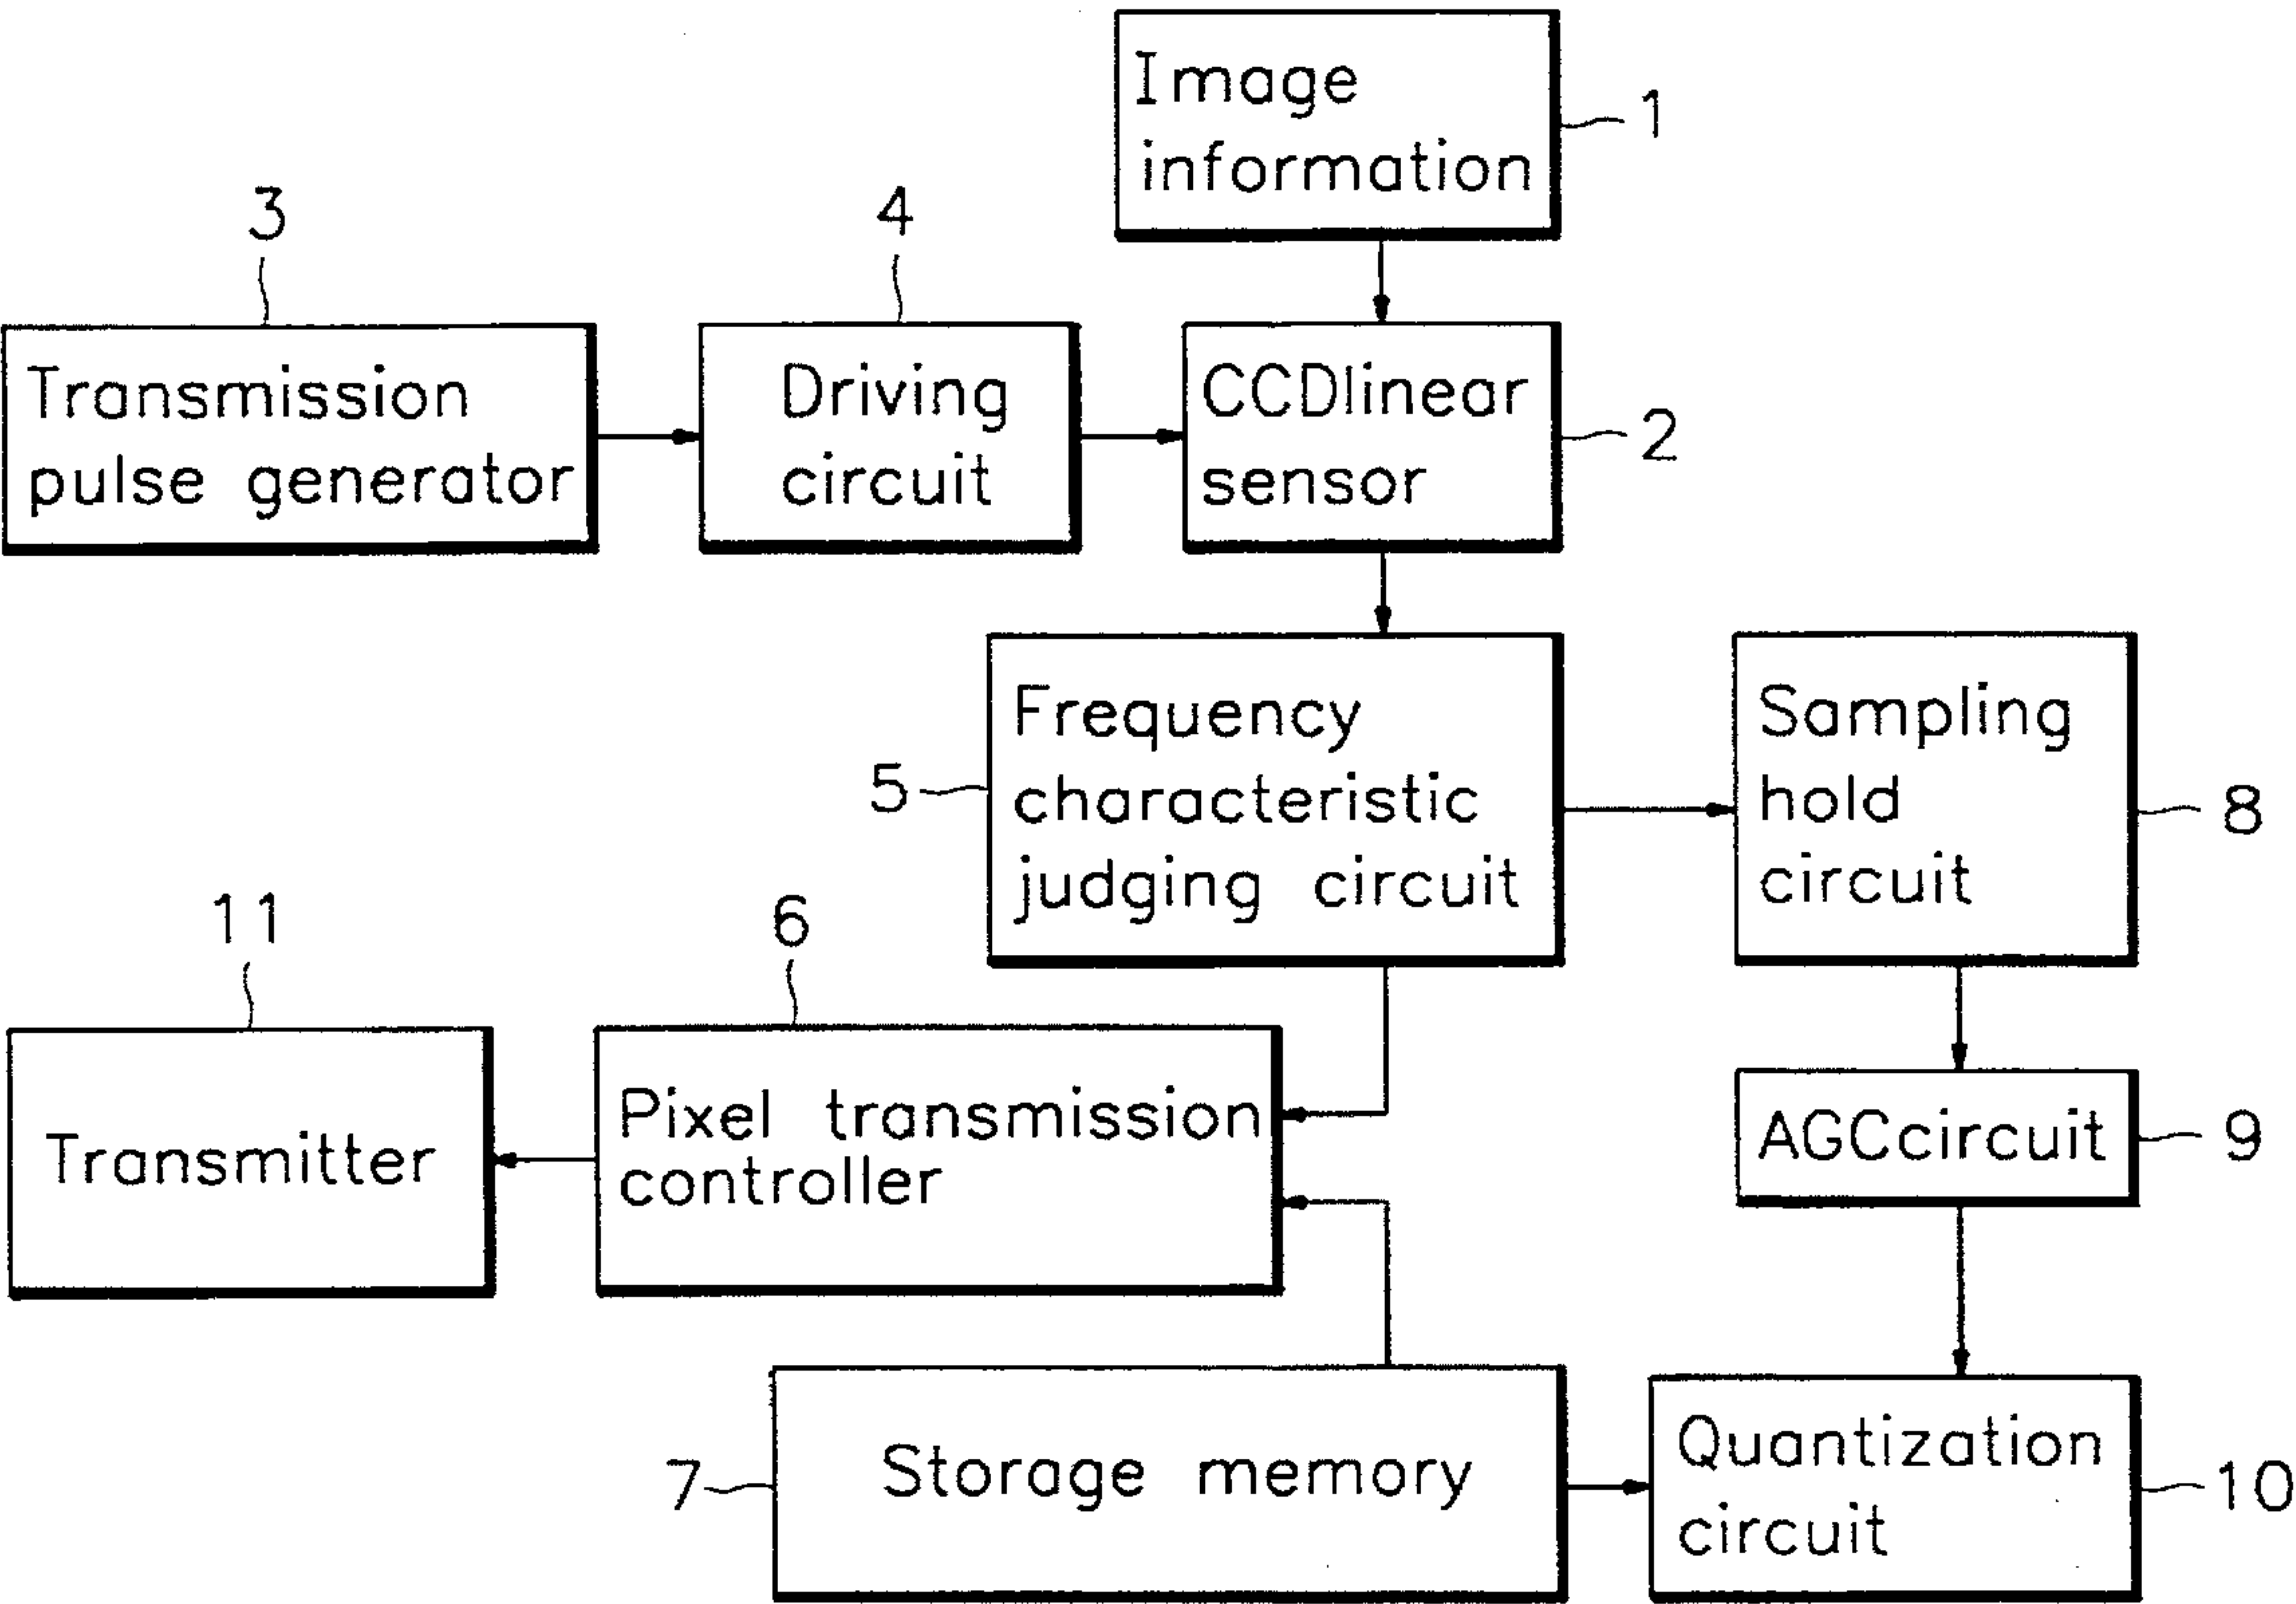 Image
information
1
3
4
Transmission
pulse generator
Driving
circuit
CCDlinear
sensor
2
Frequency
characteristic
judging circuit
5
Sampling
hold
circuit
8
11
6
Transmitter
Pixel transmission
controller
AGCcircuit
9
7
Storage memory
Quantization
circuit
10